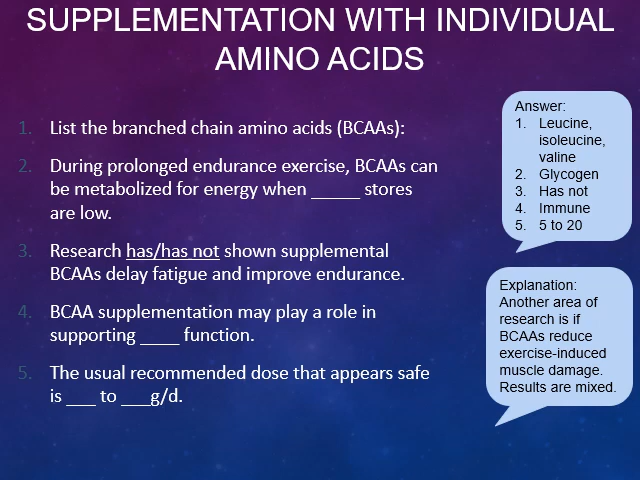 SUPPLEMENTATION WITH INDIVIDUAL
AMINO ACIDS
1. List the branched chain amino acids (BCAAs):
2. During prolonged endurance exercise, BCAAs can
be metabolized for energy when _____ stores
are low.
3. Research has/has not shown supplemental
BCAAs delay fatigue and improve endurance.
4. BCAA supplementation may play a role in
supporting ____ function.
5. The usual recommended dose that appears safe
is ___ to ___g/d.
Answer:
1. Leucine,
isoleucine,
valine
2. Glycogen
3. Has not
4. Immune
5. 5 to 20
Explanation:
Another area of
research is if
BCAAs reduce
exercise-induced
muscle damage.
Results are mixed.